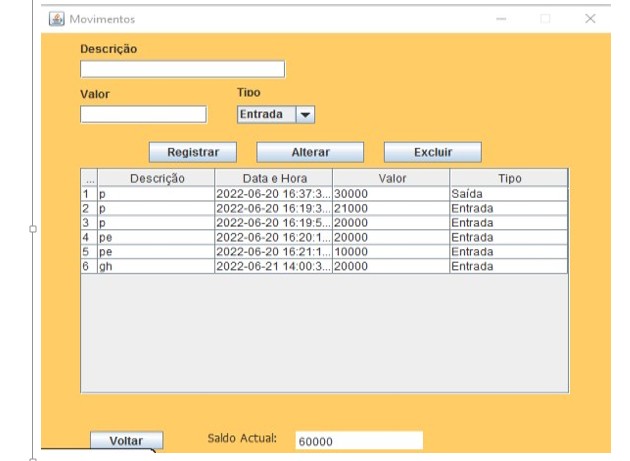 Movimentos
Descrição
Valor Tipo
Entrada
Registrar Alterar Excluir
... Descrição Data e Hora Valor Tipo
1 p 2022-06-20 16:37:3... 30000 Saída
2 p 2022-06-20 16:19:3... 21000 Entrada
3 p 2022-06-20 16:19:5... 20000 Entrada
4 pe 2022-06-20 16:20:1... 20000 Entrada
5 pe 2022-06-20 16:21:1... 10000 Entrada
6 gh 2022-06-21 14:00:3... 20000 Entrada
Voltar Saldo Actual: 60000